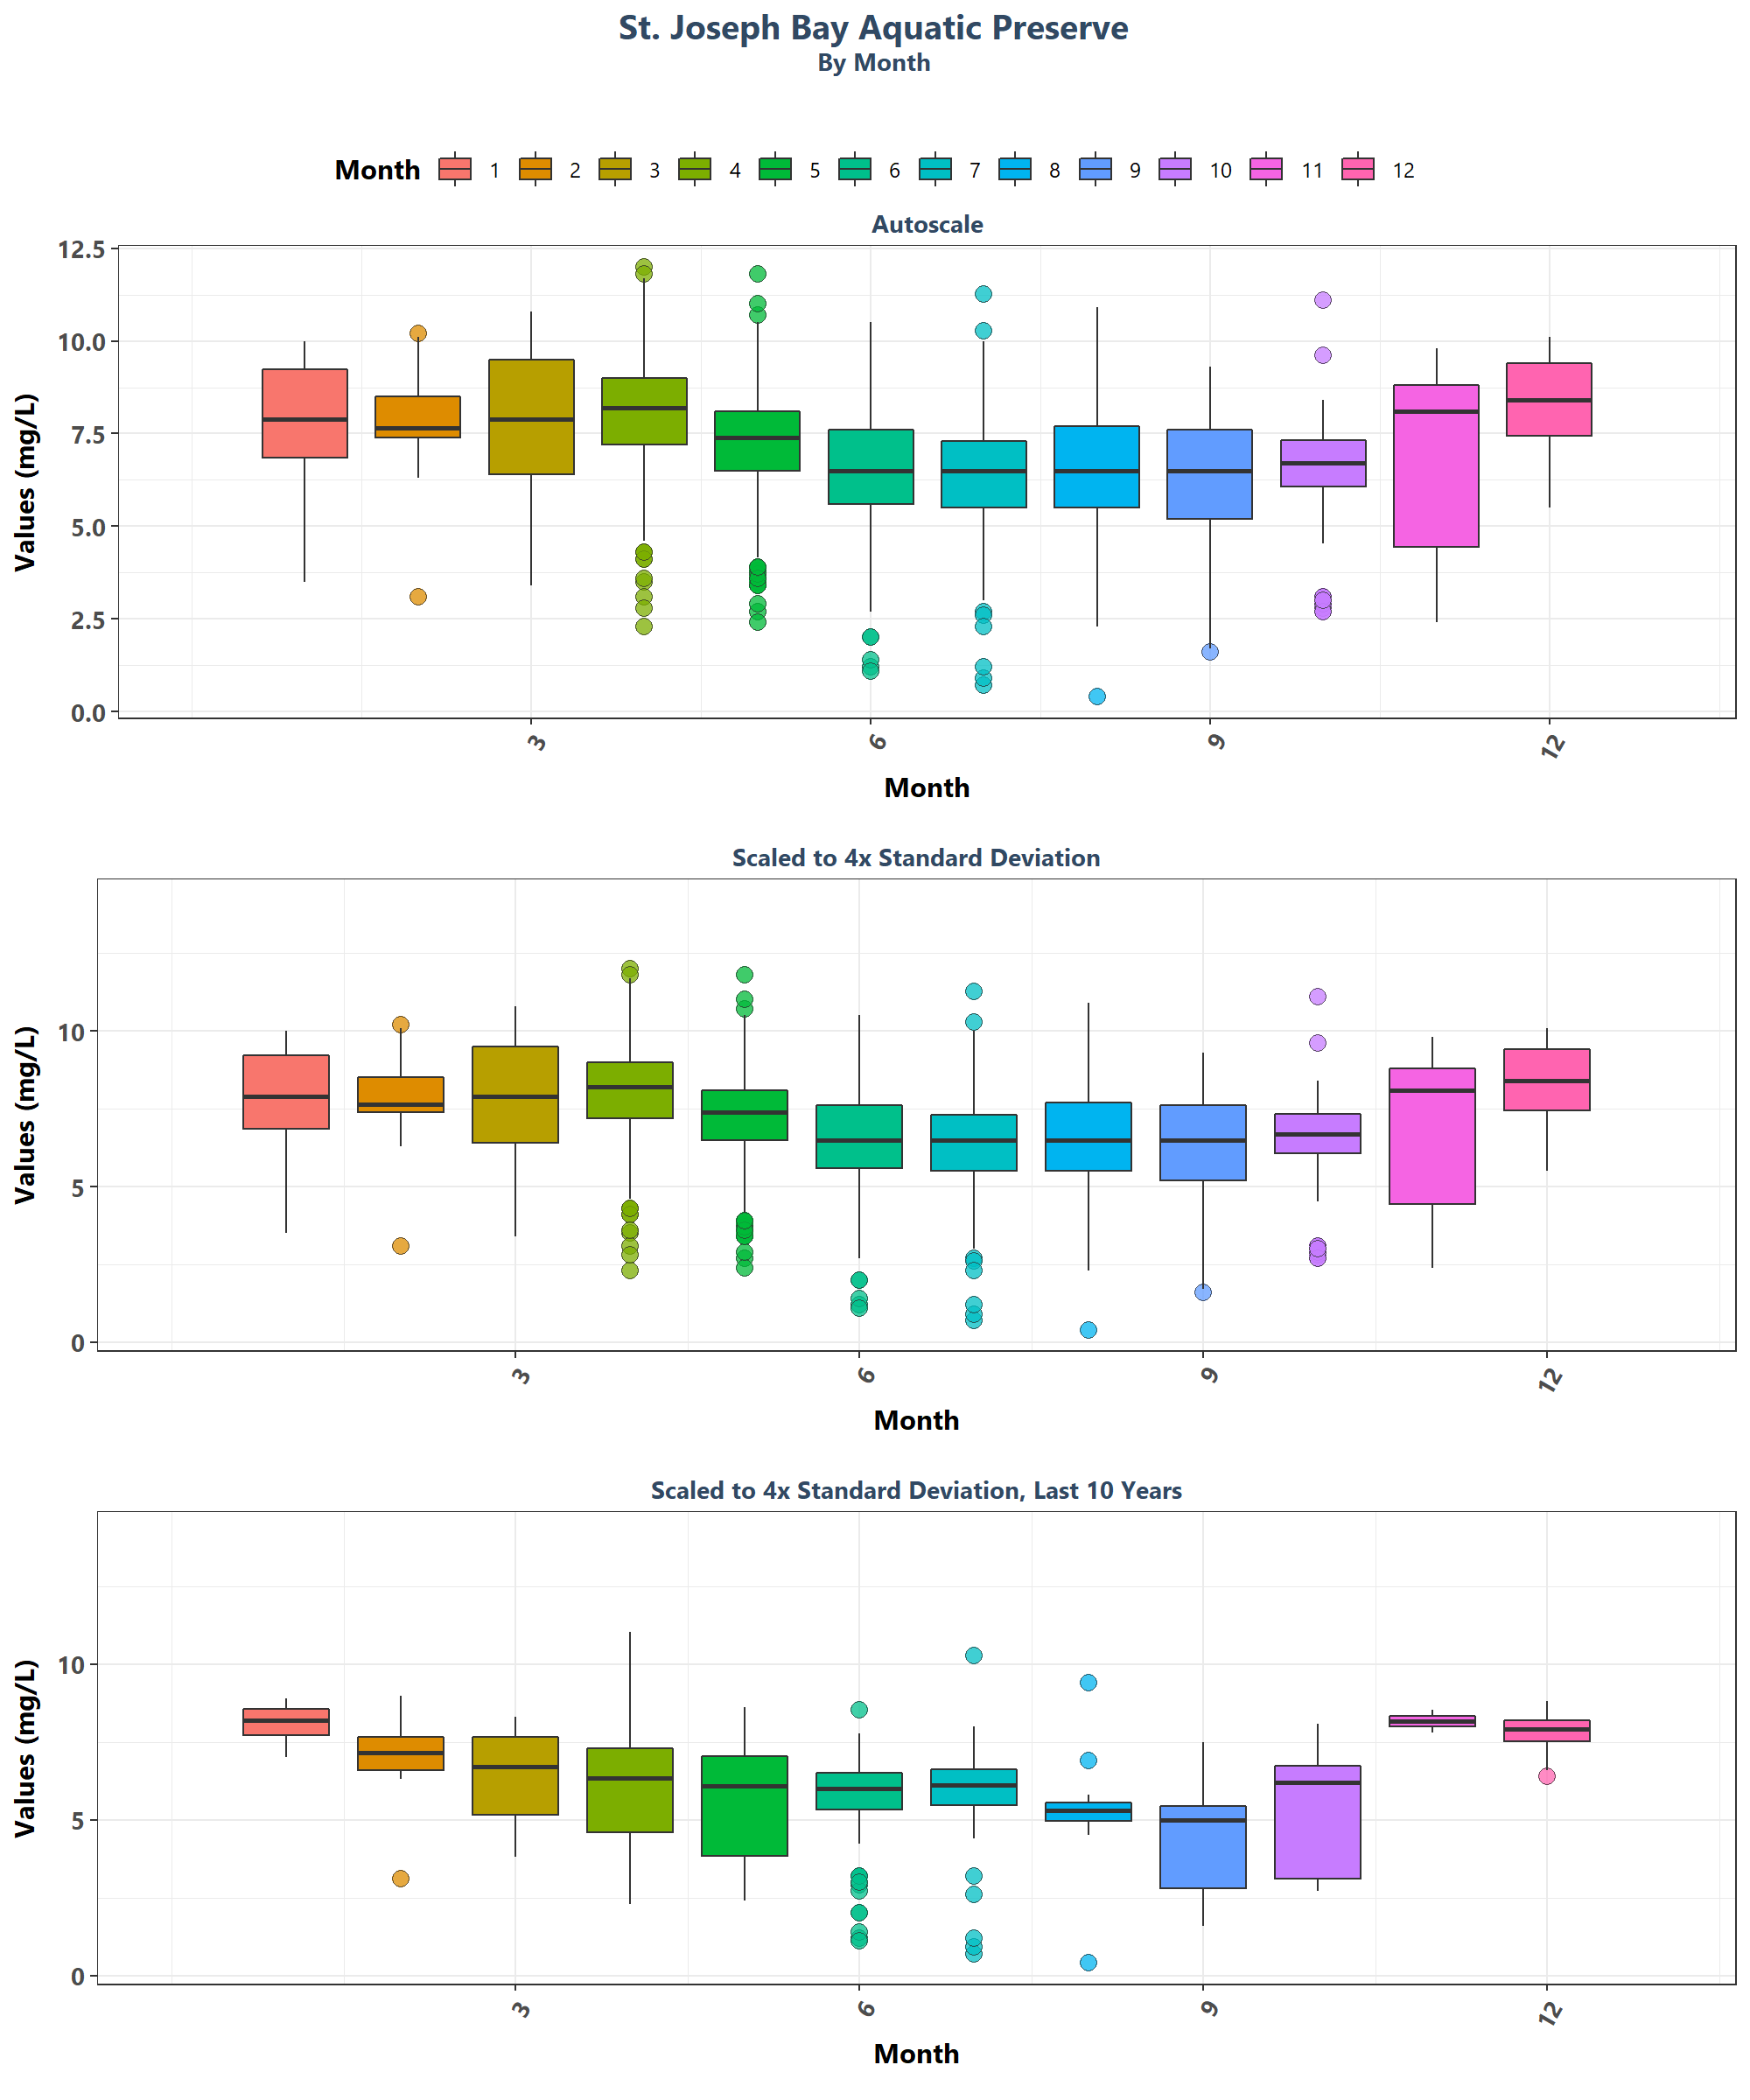 St. Joseph Bay Aquatic Preserve
By Month
Month 1 2 3 4 5 6 7 8 9 10 11 12
Autoscale
Values (mg/L)
12.5
10.0
7.5
5.0
2.5
0.0
3 6 9 12
Month
Scaled to 4x Standard Deviation
Values (mg/L)
10
5
0
3 6 9 12
Month
Scaled to 4x Standard Deviation, Last 10 Years
Values (mg/L)
10
5
0
3 6 9 12
Month